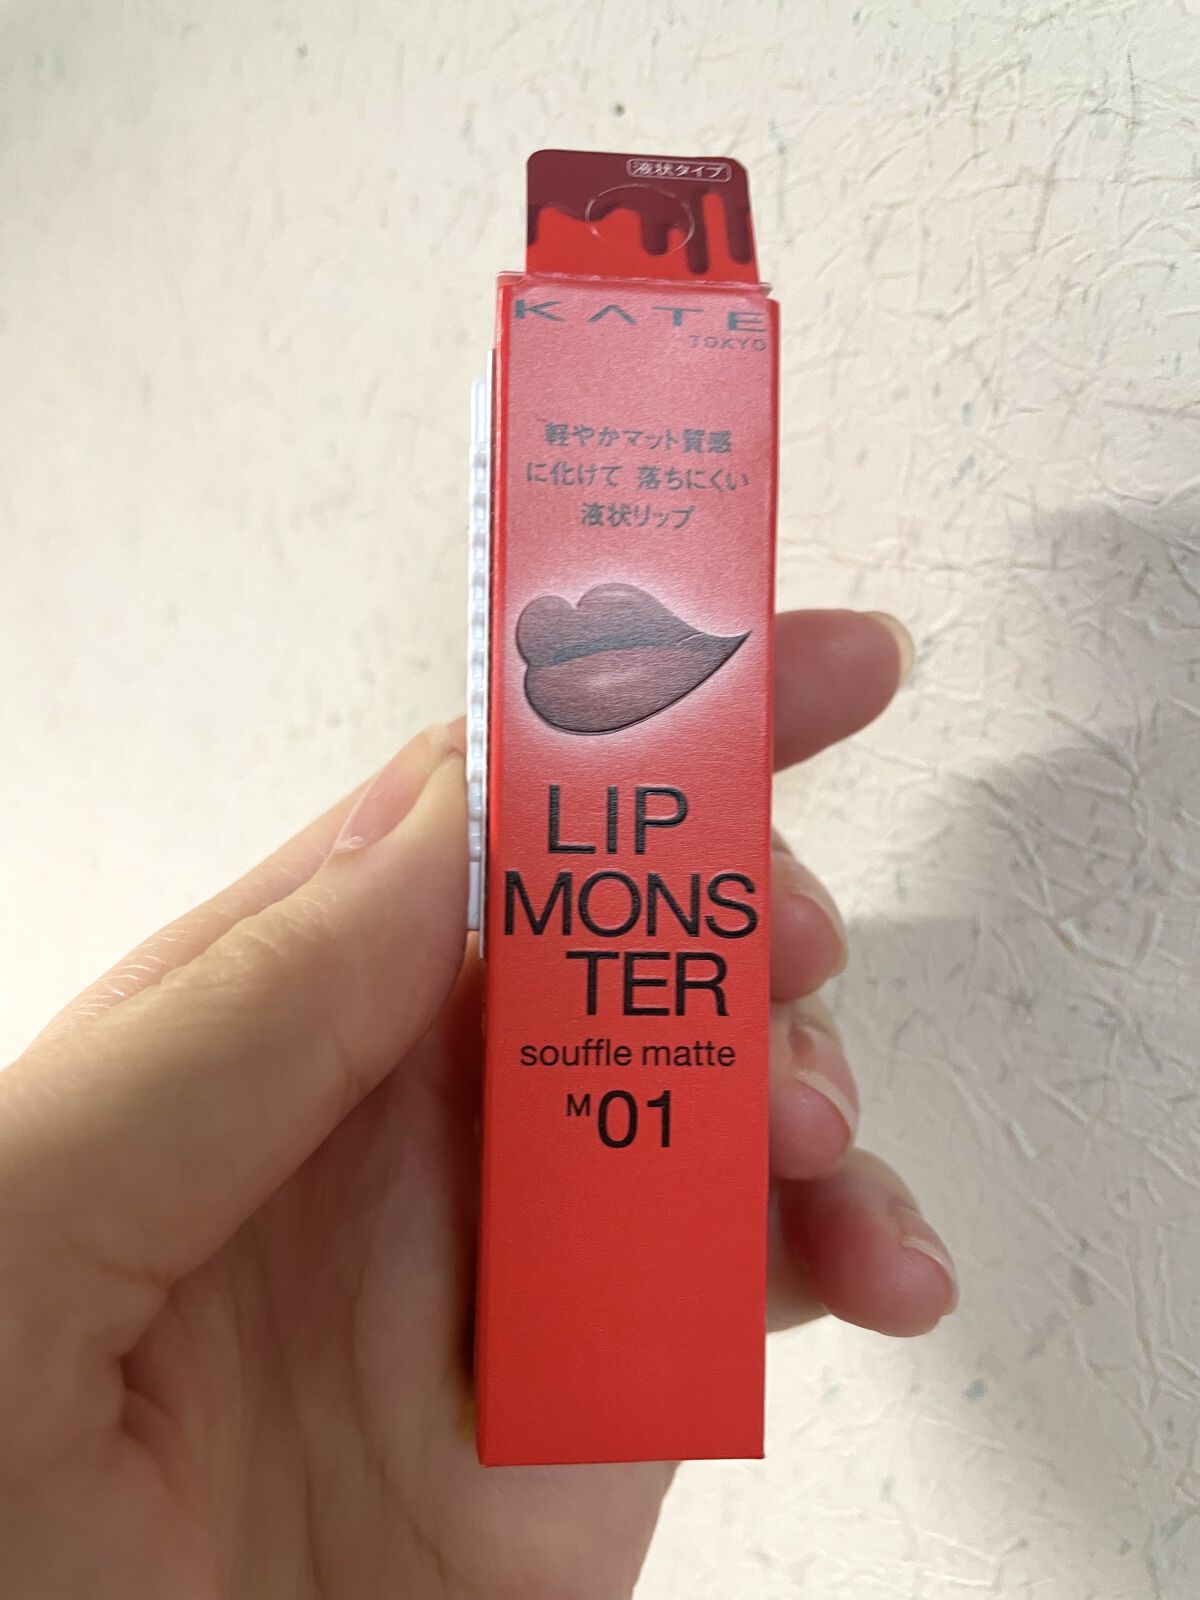 液状タイプ
KATE
TOKYO
軽やかマット質感
に化けて 落ちにくい
液状リップ
LIP
MONS
TER
souffle matte
M01